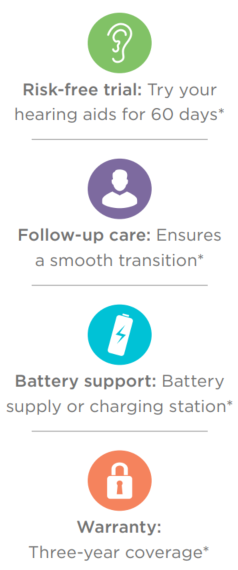 Risk-free trial: Try your
hearing aids for 60 days*
Follow-up care: Ensures
a smooth transition*
Battery support: Battery
supply or charging station*
Warranty:
Three-year coverage*